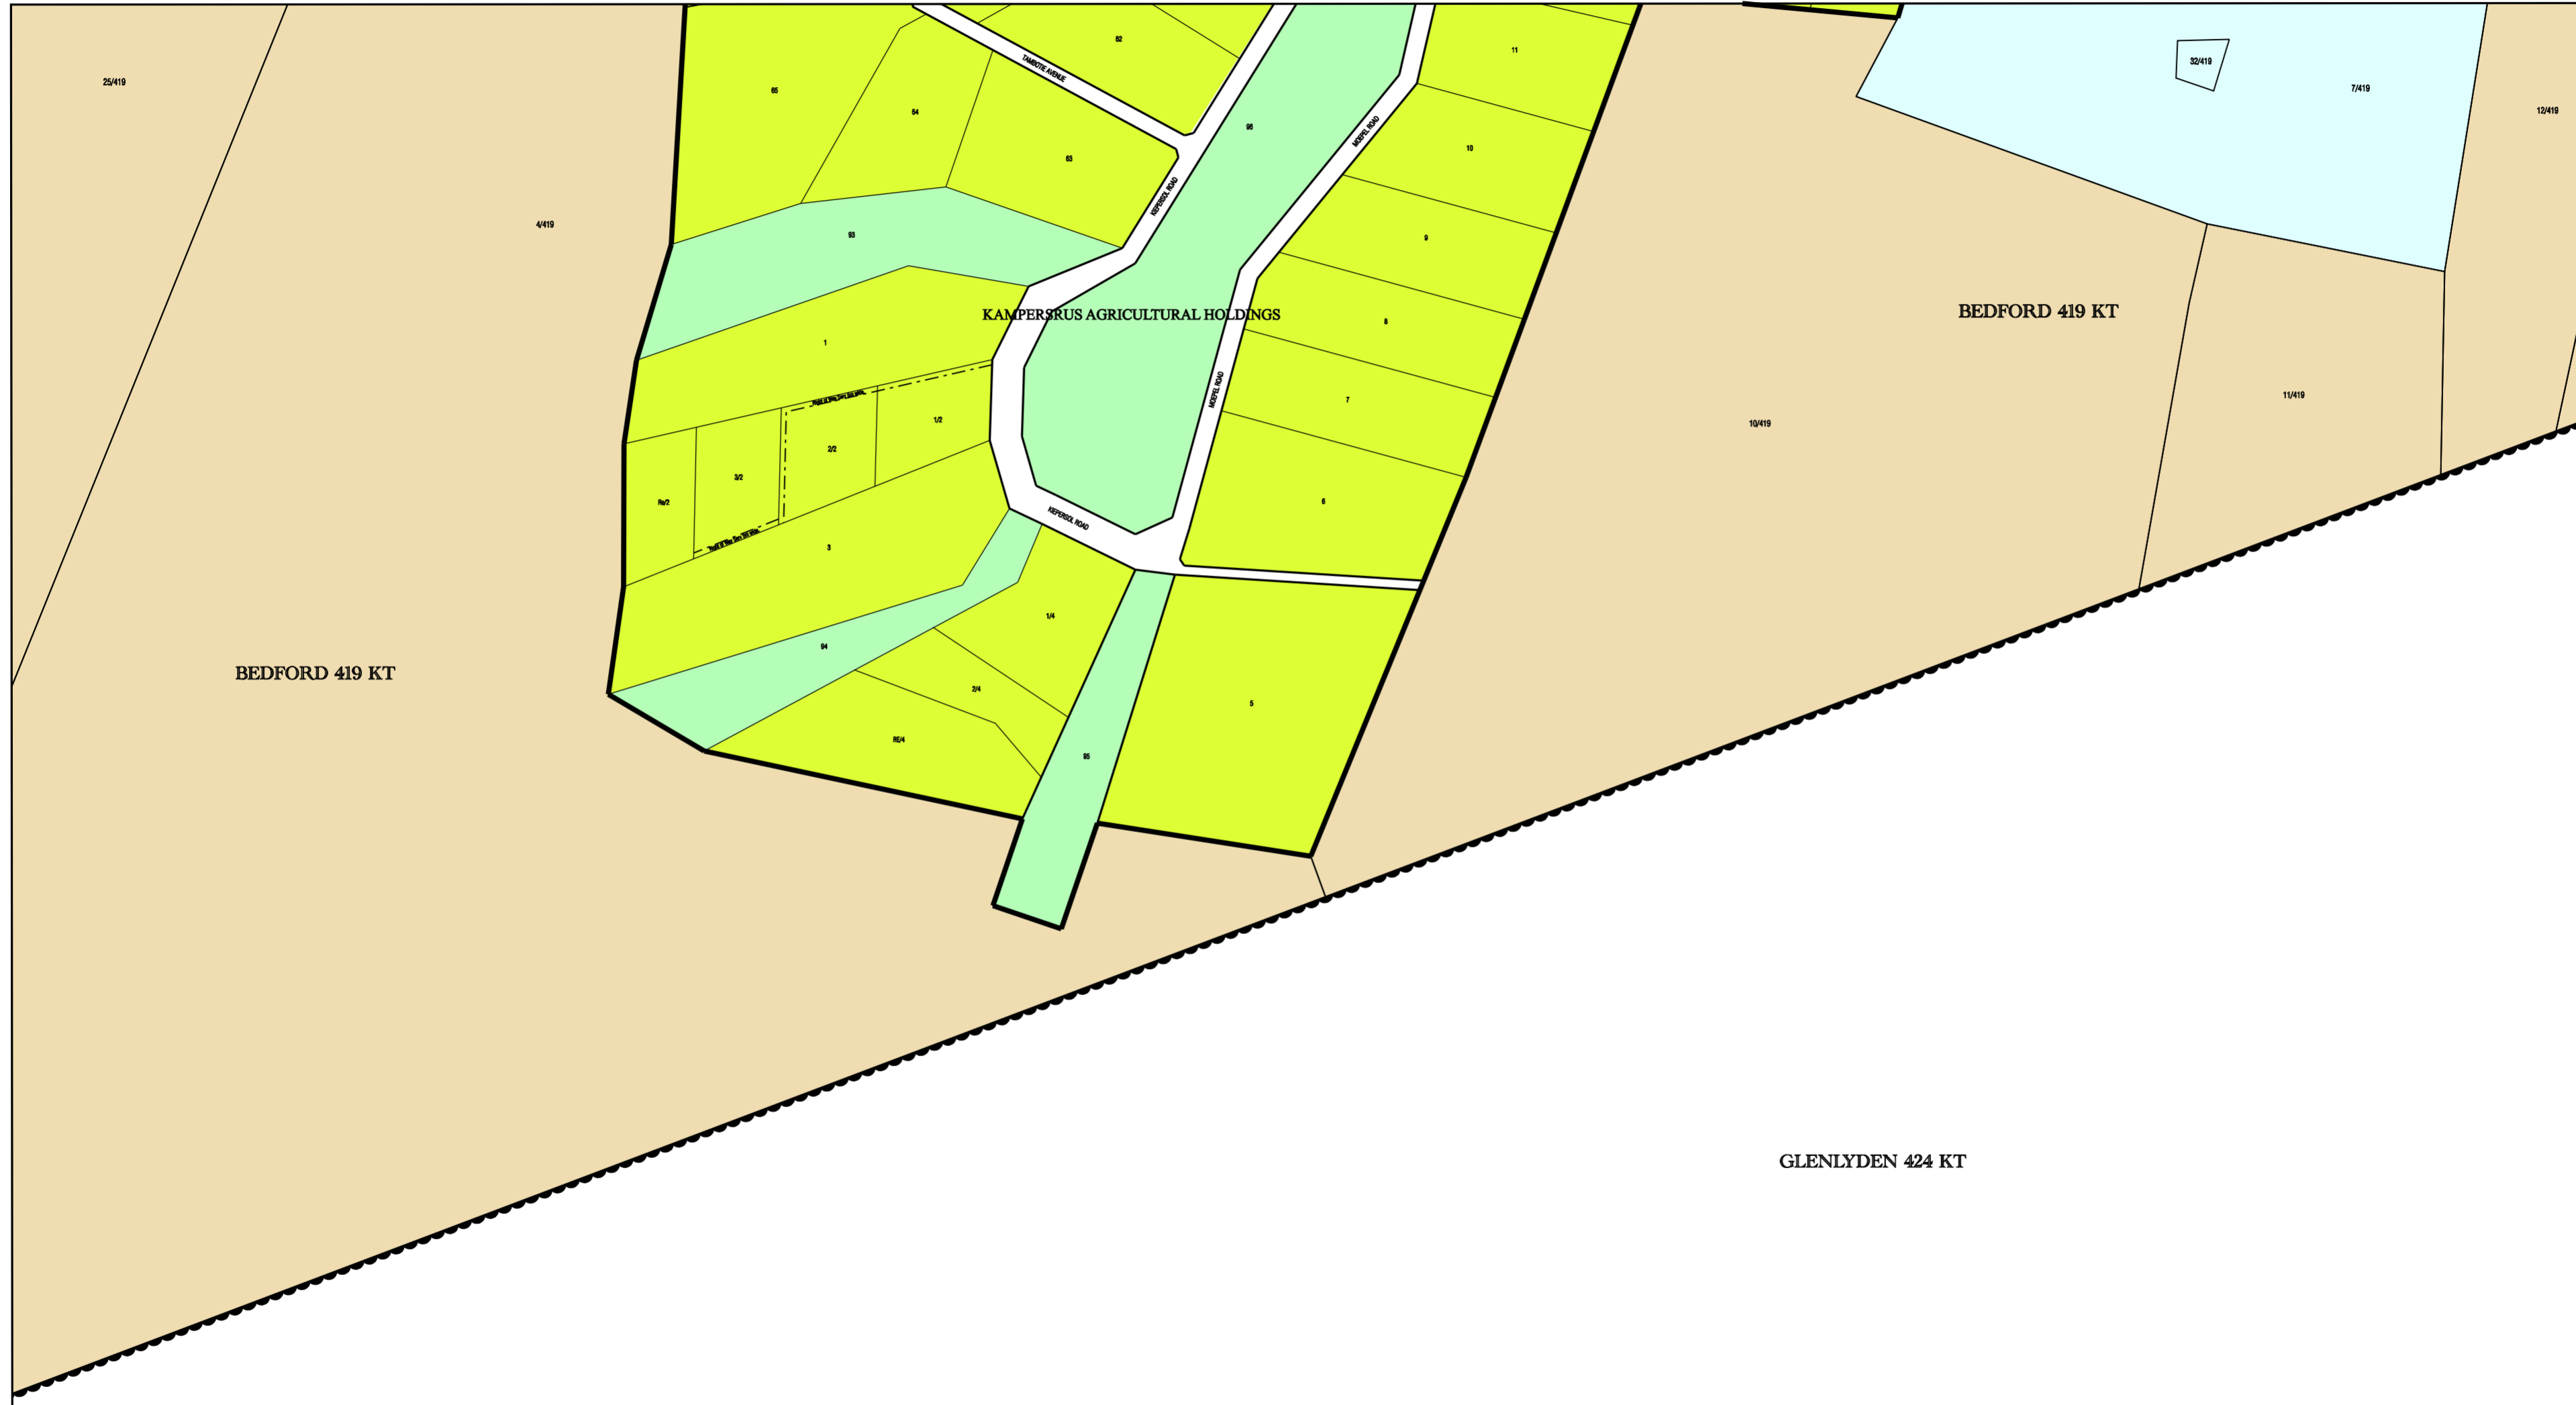 25/419
4/419
65
64
TAMBOTIE AVENUE
62
63
98
11
MOEPEL ROAD
10
32/419
7/419
12/419
KIEPERSOL ROAD
93
9
KAMPERSRUS AGRICULTURAL HOLDINGS
BEDFORD 419 KT
1
8
MOEPEL ROAD
7
11/419
10/419
1/2
2/2
3/2
Re/2
6
KIEPERSOL ROAD
3
1/4
94
BEDFORD 419 KT
2/4
5
RE/4
95
GLENLYDEN 424 KT